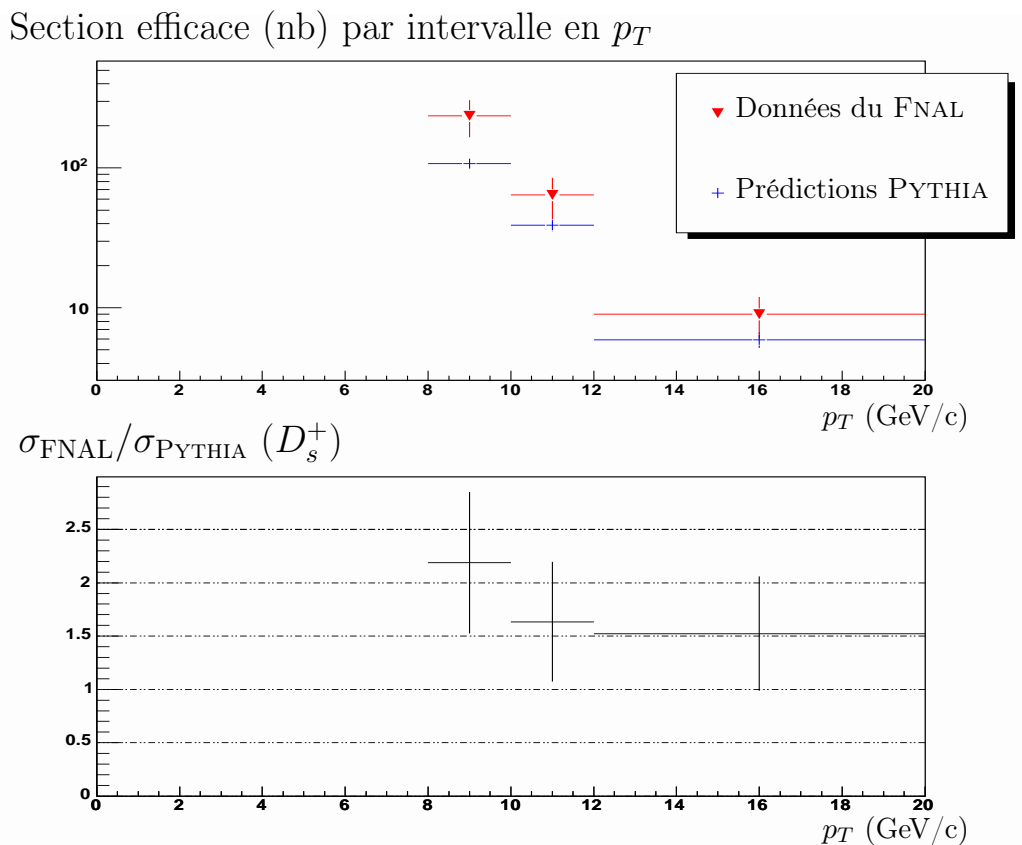 Section efficace (nb) par intervalle en p_T
Données du FNAL
Prédictions PYTHIA
10²
10
0 2 4 6 8 10 12 14 16 18 20
p_T (GeV/c)
σ_FNAL/σ_PYTHIA (D_s^+)
2.5
2
1.5
1
0.5
0
0 2 4 6 8 10 12 14 16 18 20
p_T (GeV/c)